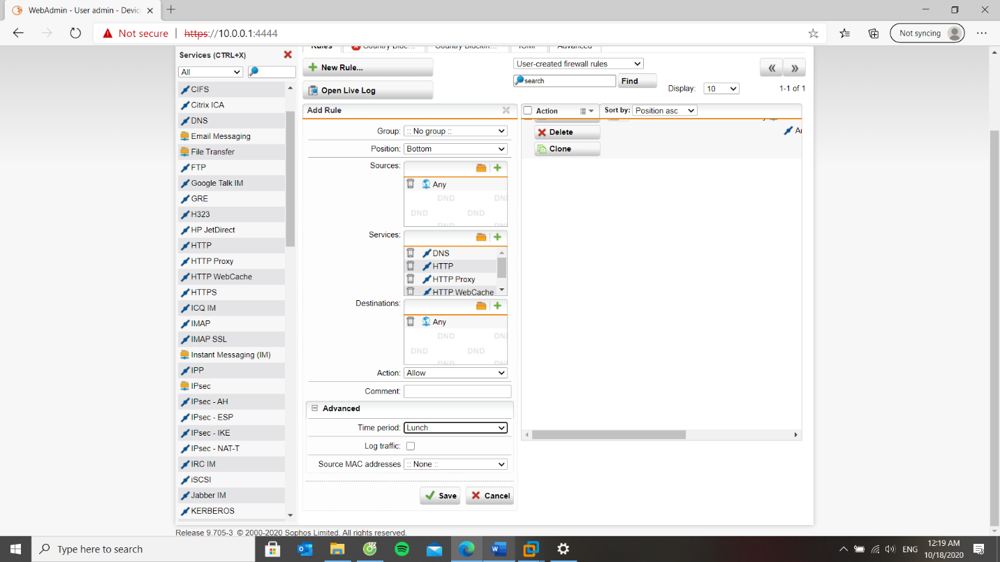 WebAdmin - User admin - Devic
Not secure | https://10.0.0.1:4444
Not syncing
Services (CTRL+X)
All
CIFS
Citrix ICA
DNS
Email Messaging
File Transfer
FTP
Google Talk IM
GRE
H323
HP JetDirect
HTTP
HTTP Proxy
HTTP WebCache
HTTPS
ICQ IM
IMAP
IMAP SSL
Instant Messaging (IM)
IPP
IPsec
IPsec - AH
IPsec - ESP
IPsec - IKE
IPsec - NAT-T
IRC IM
iSCSI
Jabber IM
KERBEROS
Rules
Country Bloc...
Country Blockin...
Advanced
New Rule...
Open Live Log
User-created firewall rules
search
Find
Display: 10
1-1 of 1
Add Rule
Group: :: No group ::
Position: Bottom
Sources:
Any
DND
DND DND
Services:
DNS
HTTP
HTTP Proxy
HTTP WebCache
Destinations:
Any
DND
DND DND
Action: Allow
Comment:
Advanced
Time period: Lunch
Log traffic:
Source MAC addresses :: None ::
Save
Cancel
Action
Sort by: Position asc
Delete
Clone
Release 9.705-3 © 2000-2020 Sophos Limited. All rights reserved.
Type here to search
ENG
12:19 AM
10/18/2020